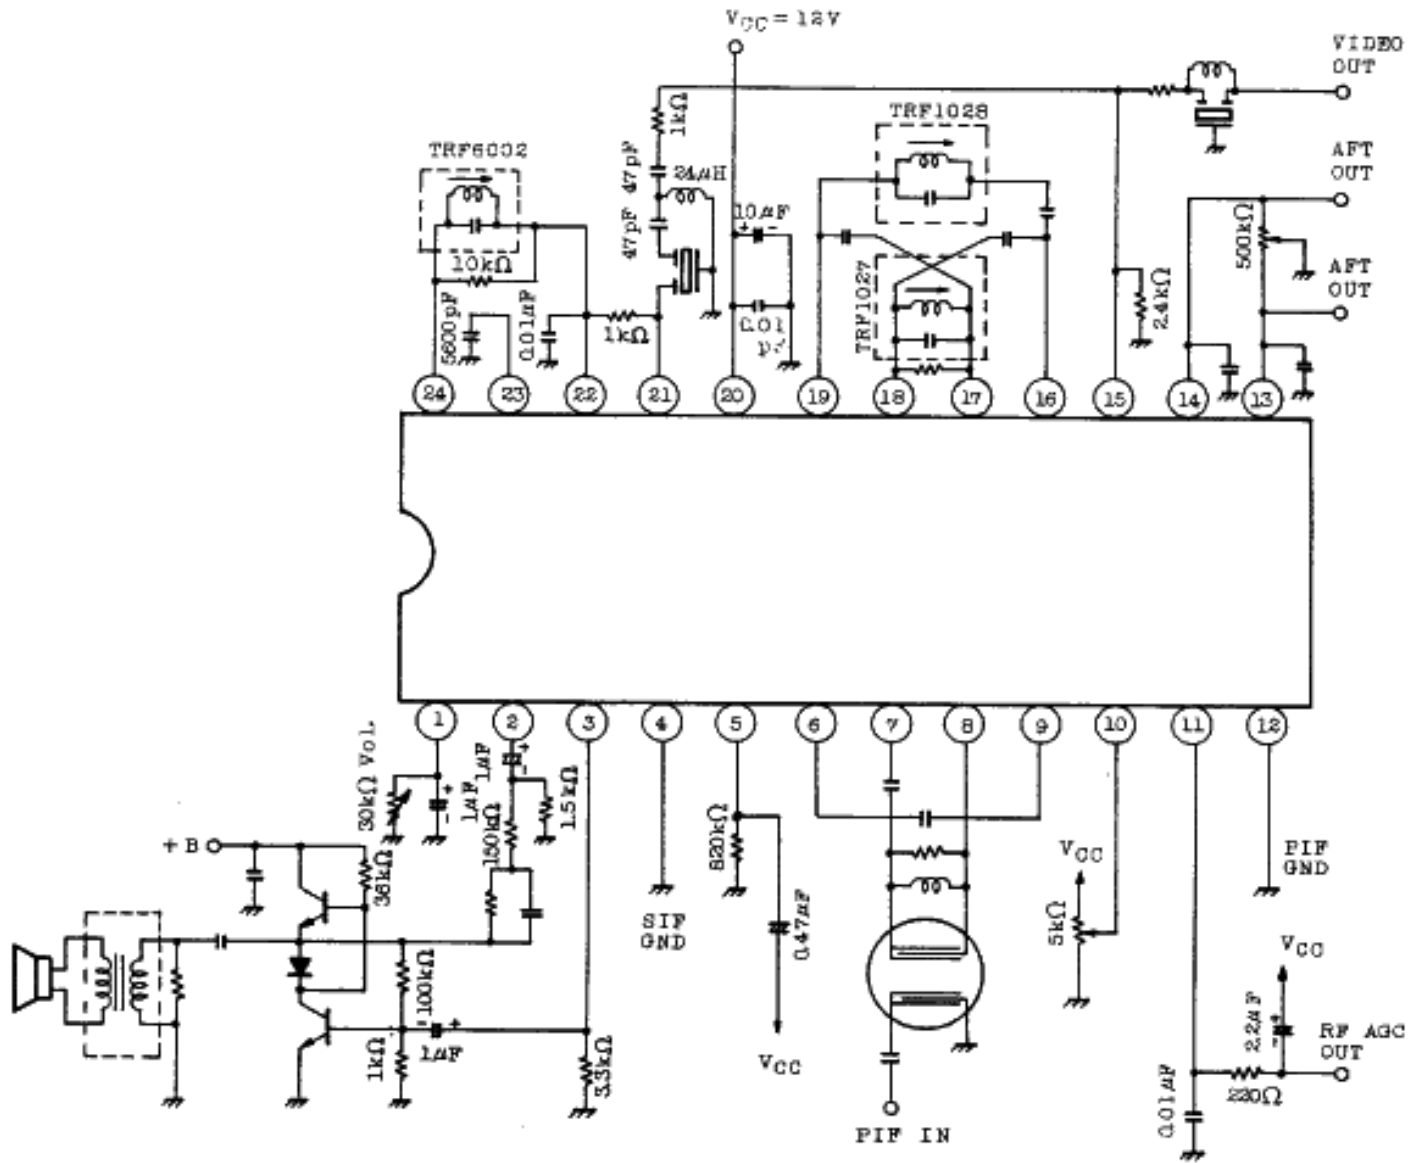 V_CC = 12V
VIDEO
OUT
TRF1028
1kΩ
TRF6002
47pF
24μH
AFT
OUT
10μF
+ -
47pF
500kΩ
10kΩ
TRF1027
AFT
OUT
5600pF
0.01μF
1kΩ
0.01
2.4kΩ
24
23
22
21
20
19
18
17
16
15
14
13
1
2
3
4
5
6
7
8
9
10
11
12
30kΩ Vol.
+
-
1μF
1μF
+
-
150kΩ
1.5kΩ
820kΩ
+B
36kΩ
V_CC
PIF
GND
SIF
GND
0.47μF
5kΩ
V_CC
100kΩ
- +
1μF
2.2μF
+
-
RF AGC
OUT
1kΩ
3.3kΩ
V_CC
0.01μF
220Ω
PIF IN